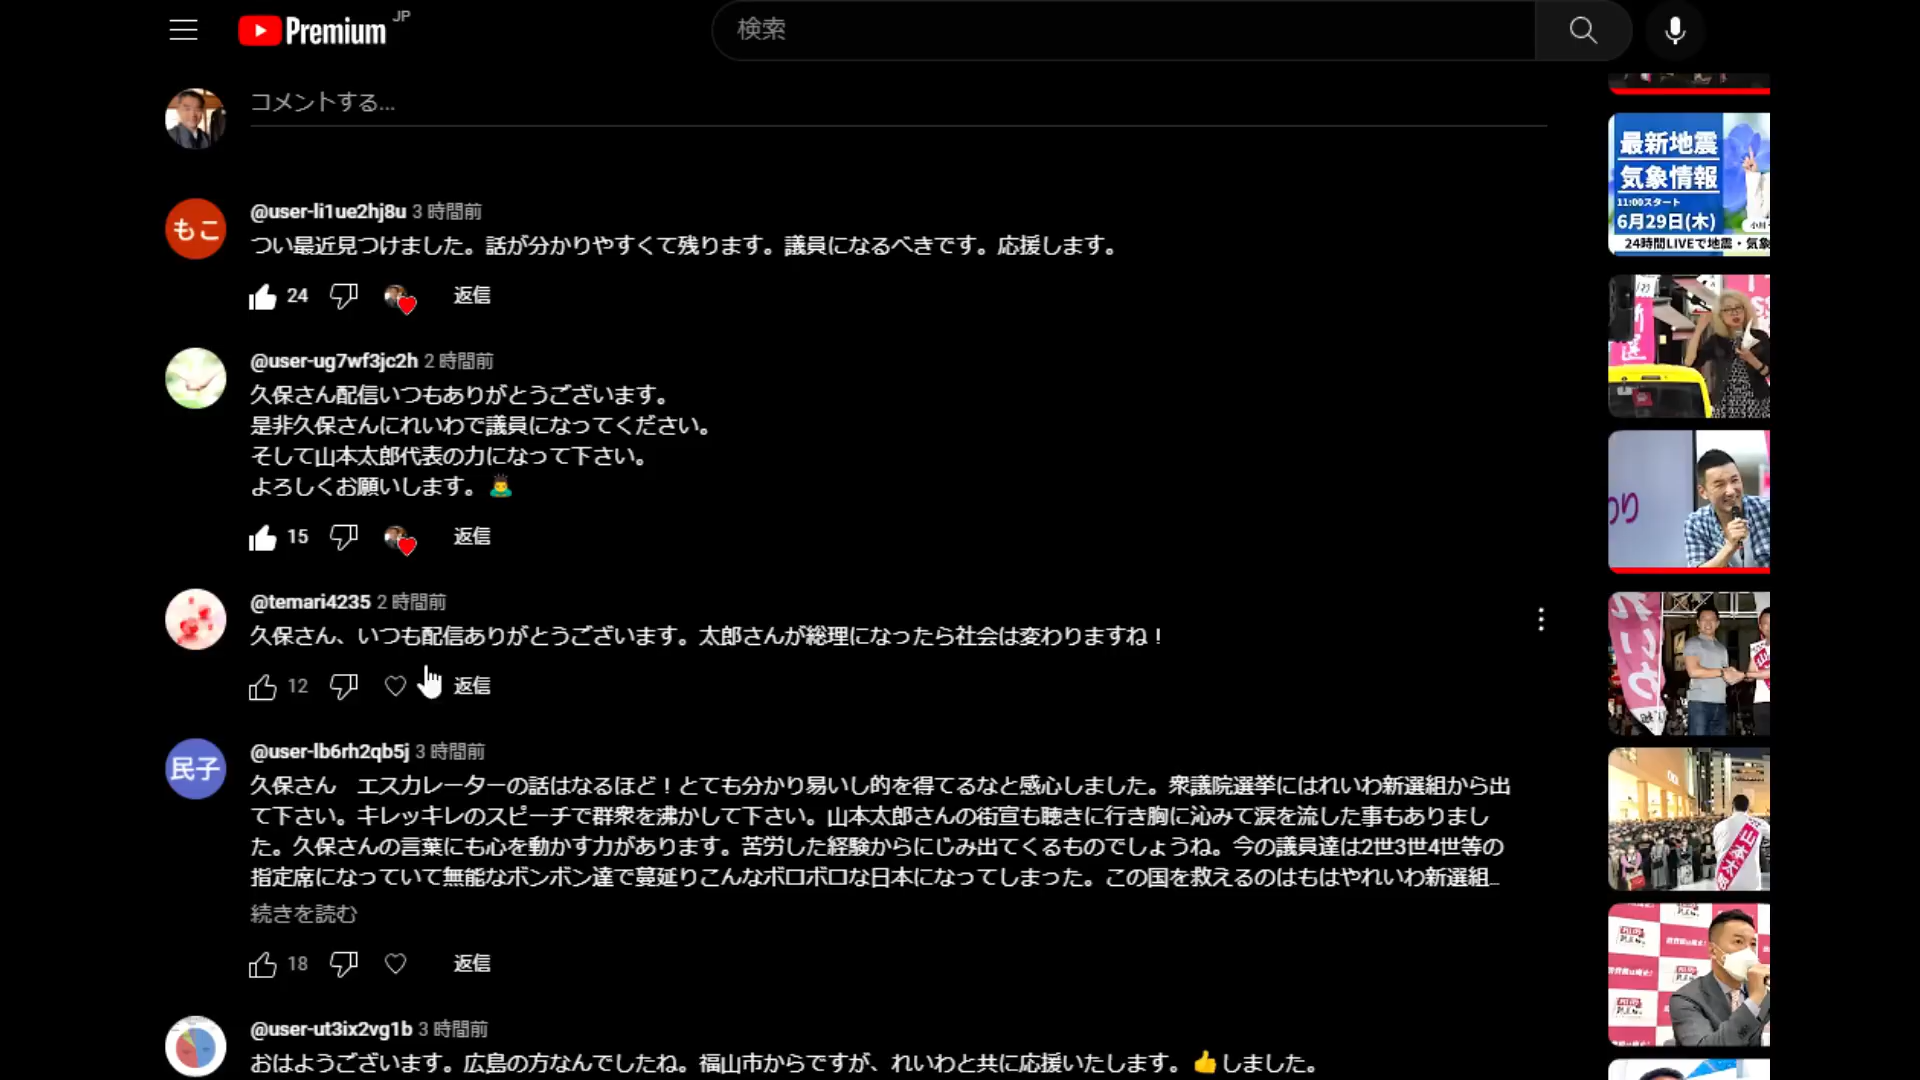 Premium JP
検索
コメントする...
もこ
@user-li1ue2hj8u 3 時間前
つい最近見つけました。話が分かりやすくて残ります。議員になるべきです。応援します。
24 返信
@user-ug7wf3jc2h 2 時間前
久保さん配信いつもありがとうございます。
是非久保さんにれいわで議員になってください。
そして山本太郎代表の力になって下さい。
よろしくお願いします。🙇
15 返信
@temari4235 2 時間前
久保さん、いつも配信ありがとうございます。太郎さんが総理になったら社会は変わりますね！
12 返信
民子
@user-lb6rh2qb5j 3 時間前
久保さん　エスカレーターの話はなるほど！とても分かり易いし的を得てるなと感心しました。衆議院選挙にはれいわ新選組から出
て下さい。キレッキレのスピーチで群衆を沸かして下さい。山本太郎さんの街宣も聴きに行き胸に沁みて涙を流した事もありまし
た。久保さんの言葉にも心を動かす力があります。苦労した経験からにじみ出てくるものでしょうね。今の議員達は2世3世4世等の
指定席になっていて無能なボンボン達で蔓延りこんなボロボロな日本になってしまった。この国を救えるのはもはやれいわ新選組...
続きを読む
18 返信
@user-ut3ix2vg1b 3 時間前
おはようございます。広島の方なんでしたね。福山市からですが、れいわと共に応援いたします。👍しました。
最新地震
気象情報
11:00スタート
6月29日(木)
24時間LIVEで地震・気象
れいわ
山本太郎